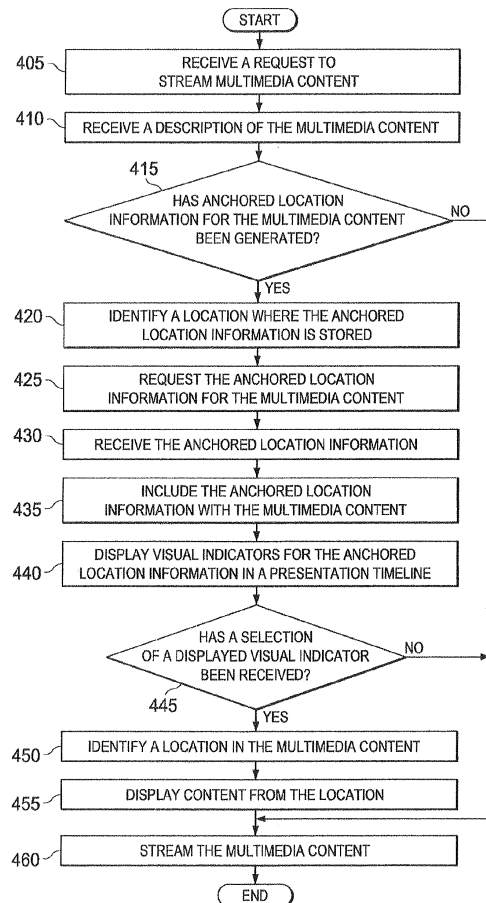 START
405
RECEIVE A REQUEST TO
STREAM MULTIMEDIA CONTENT
410
RECEIVE A DESCRIPTION OF THE MULTIMEDIA CONTENT
415
HAS ANCHORED LOCATION
INFORMATION FOR THE MULTIMEDIA CONTENT
BEEN GENERATED?
NO
YES
420
IDENTIFY A LOCATION WHERE THE ANCHORED
LOCATION INFORMATION IS STORED
425
REQUEST THE ANCHORED LOCATION
INFORMATION FOR THE MULTIMEDIA CONTENT
430
RECEIVE THE ANCHORED LOCATION INFORMATION
435
INCLUDE THE ANCHORED LOCATION
INFORMATION WITH THE MULTIMEDIA CONTENT
440
DISPLAY VISUAL INDICATORS FOR THE ANCHORED
LOCATION INFORMATION IN A PRESENTATION TIMELINE
HAS A SELECTION
OF A DISPLAYED VISUAL INDICATOR
BEEN RECEIVED?
NO
445
YES
450
IDENTIFY A LOCATION IN THE MULTIMEDIA CONTENT
455
DISPLAY CONTENT FROM THE LOCATION
460
STREAM THE MULTIMEDIA CONTENT
END